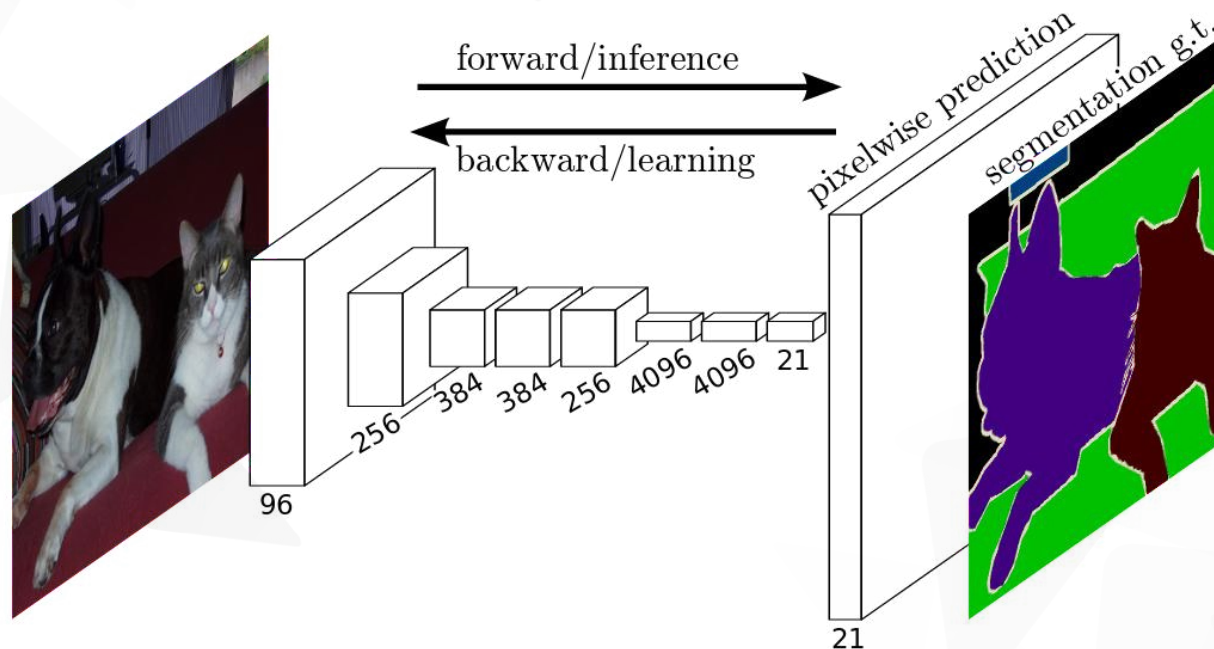 forward/inference
backward/learning
pixelwise prediction
segmentation g.t.
96
256
384
384
256
4096
4096
21
21